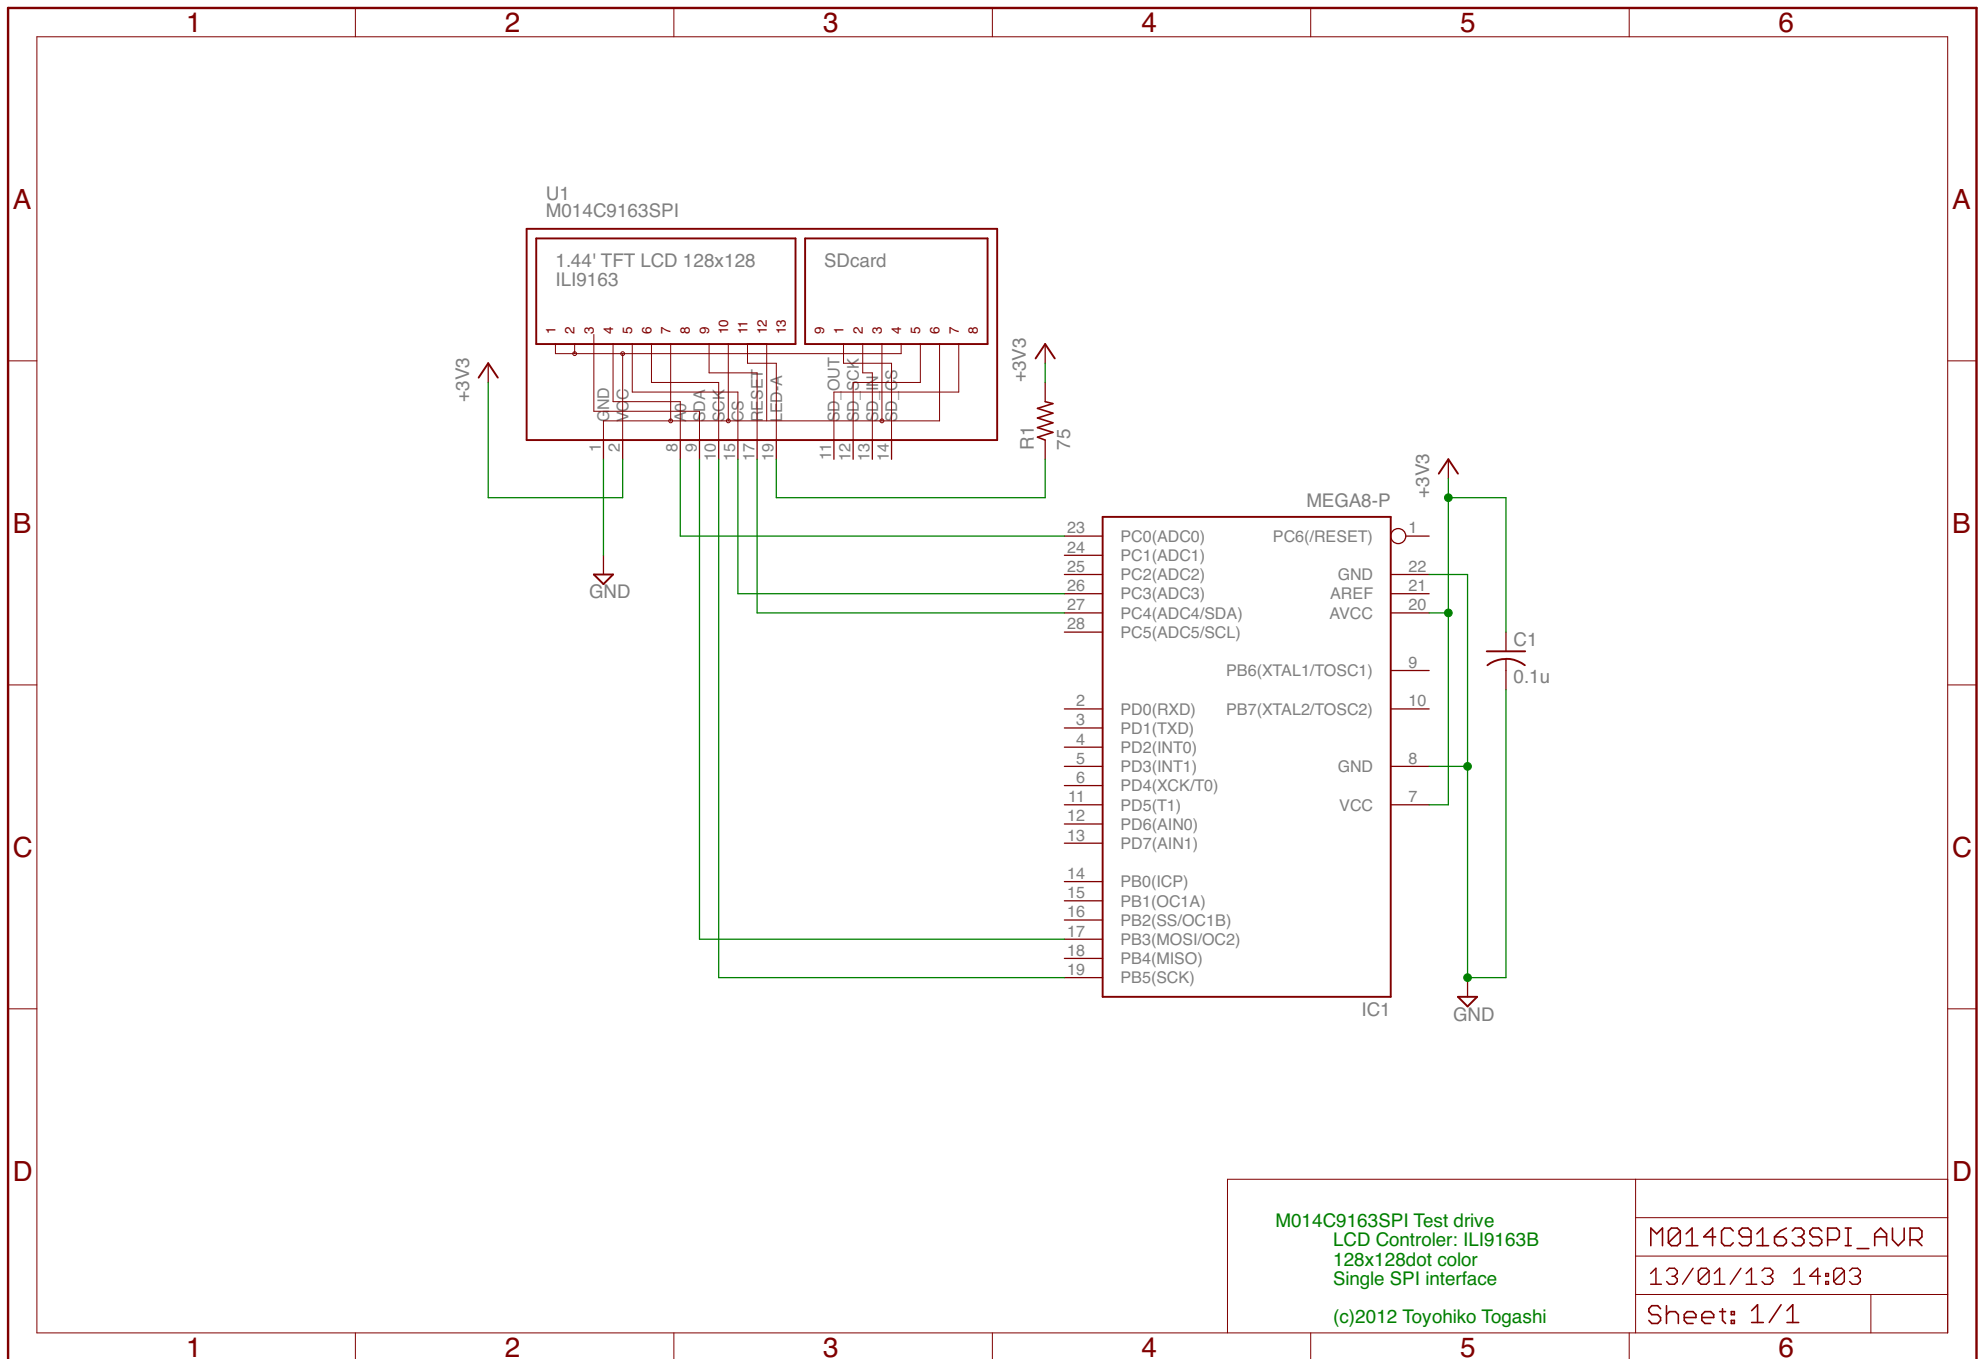 1 2 3 4 5 6
A A
U1
M014C9163SPI
1.44' TFT LCD 128x128
ILI9163
SDcard
1 2 3 4 5 6 7 8 9 10 11 12 13
9 1 2 3 4 5 6 7 8
+3V3
+3V3
GND
VCC
A0
SDA
SCK
CS
RESET
LED-A
SD_OUT
SD_SCK
SD_IN
SD_CS
R1
75
1 2 8 9 10 15 17 19 11 12 13 14
GND
B B
+3V3
MEGA8-P
23 PC0(ADC0) PC6(/RESET) 1
24 PC1(ADC1)
25 PC2(ADC2) GND 22
26 PC3(ADC3) AREF 21
27 PC4(ADC4/SDA) AVCC 20
28 PC5(ADC5/SCL)
C1
0.1u
PB6(XTAL1/TOSC1) 9
2 PD0(RXD) PB7(XTAL2/TOSC2) 10
3 PD1(TXD)
4 PD2(INT0)
5 PD3(INT1) GND 8
6 PD4(XCK/T0)
11 PD5(T1) VCC 7
12 PD6(AIN0)
13 PD7(AIN1)
C C
14 PB0(ICP)
15 PB1(OC1A)
16 PB2(SS/OC1B)
17 PB3(MOSI/OC2)
18 PB4(MISO)
19 PB5(SCK)
IC1
GND
D D
M014C9163SPI Test drive
LCD Controler: ILI9163B
128x128dot color
Single SPI interface
(c)2012 Toyohiko Togashi
M014C9163SPI_AVR
13/01/13 14:03
Sheet: 1/1
1 2 3 4 5 6